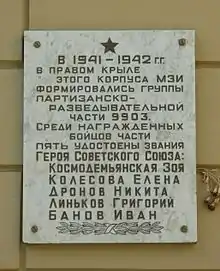 В 1941-1942 г.г.
В ПРАВОМ КРЫЛЕ
ЭТОГО КОРПУСА МЭИ
ФОРМИРОВАЛИСЬ ГРУППЫ
ПАРТИЗАНСКО-
РАЗВЕДЫВАТЕЛЬНОЙ
ЧАСТИ 9903.
СРЕДИ НАГРАЖДЕННЫХ
БОЙЦОВ ЧАСТИ
ПЯТЬ УДОСТОЕНЫ ЗВАНИЯ
ГЕРОЯ СОВЕТСКОГО СОЮЗА:
КОСМОДЕМЬЯНСКАЯ ЗОЯ
КОЛЕСОВА ЕЛЕНА
ДРОНОВ НИКИТА
ЛИНЬКОВ ГРИГОРИЙ
БАНОВ ИВАН